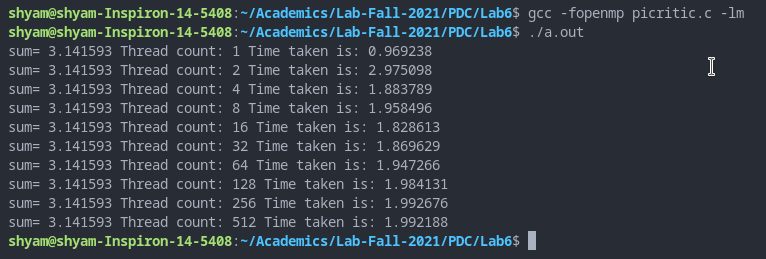 shyam@shyam-Inspiron-14-5408:~/Academics/Lab-Fall-2021/PDC/Lab6$ gcc -fopenmp picritic.c -lm
shyam@shyam-Inspiron-14-5408:~/Academics/Lab-Fall-2021/PDC/Lab6$ ./a.out
sum= 3.141593 Thread count: 1 Time taken is: 0.969238
sum= 3.141593 Thread count: 2 Time taken is: 2.975098
sum= 3.141593 Thread count: 4 Time taken is: 1.883789
sum= 3.141593 Thread count: 8 Time taken is: 1.958496
sum= 3.141593 Thread count: 16 Time taken is: 1.828613
sum= 3.141593 Thread count: 32 Time taken is: 1.869629
sum= 3.141593 Thread count: 64 Time taken is: 1.947266
sum= 3.141593 Thread count: 128 Time taken is: 1.984131
sum= 3.141593 Thread count: 256 Time taken is: 1.992676
sum= 3.141593 Thread count: 512 Time taken is: 1.992188
shyam@shyam-Inspiron-14-5408:~/Academics/Lab-Fall-2021/PDC/Lab6$